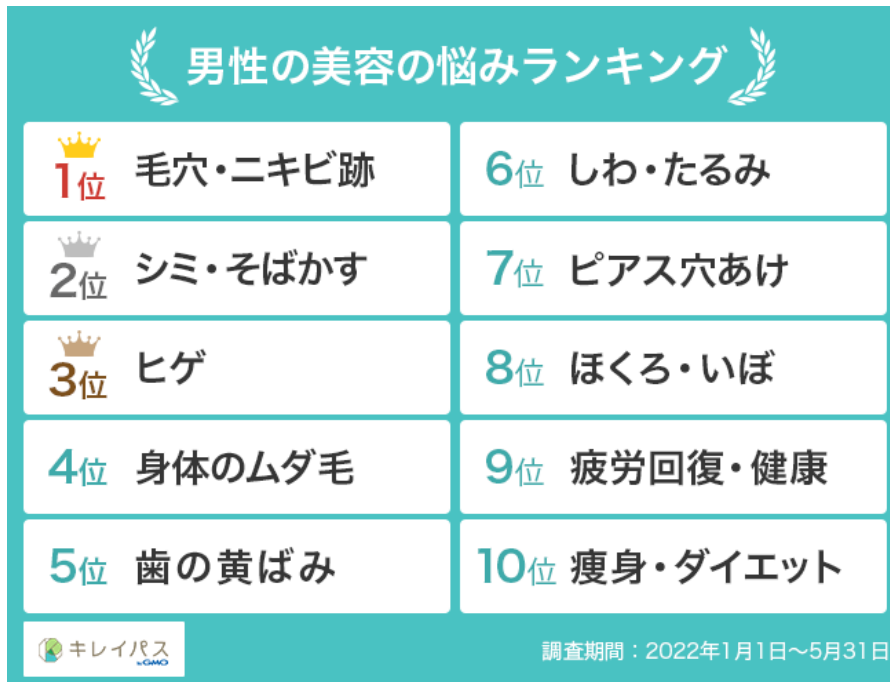 男性の美容の悩みランキング
1位 毛穴・ニキビ跡
2位 シミ・そばかす
3位 ヒゲ
4位 身体のムダ毛
5位 歯の黄ばみ
6位 しわ・たるみ
7位 ピアス穴あけ
8位 ほくろ・いぼ
9位 疲労回復・健康
10位 痩身・ダイエット
キレイパス
by GMO
調査期間：2022年1月1日〜5月31日